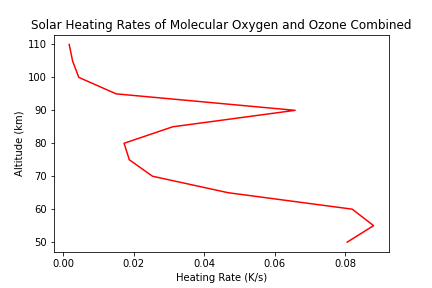 Solar Heating Rates of Molecular Oxygen and Ozone Combined
110
100
90
80
70
60
50
Altitude (km)
0.00 0.02 0.04 0.06 0.08
Heating Rate (K/s)